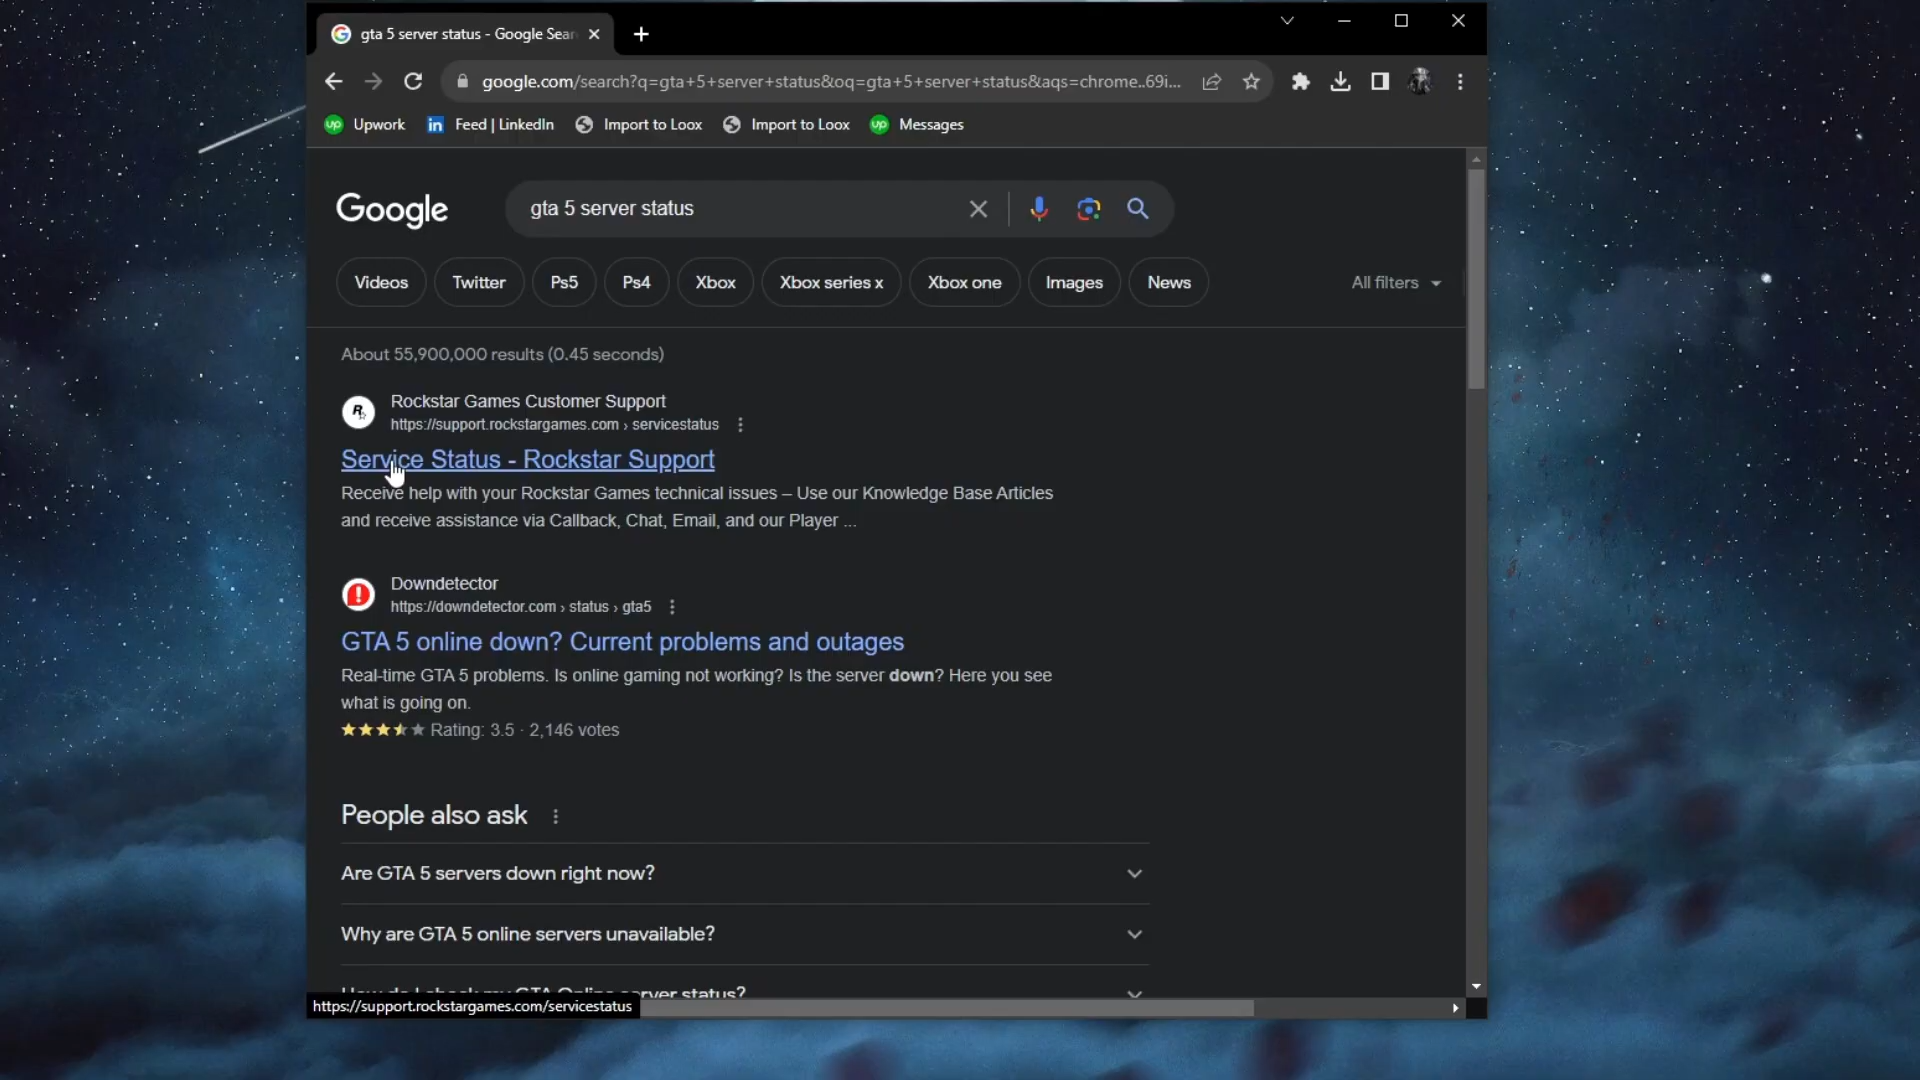 gta 5 server status - Google Sear
google.com/search?q=gta+5+server+status&oq=gta+5+server+status&aqs=chrome..69i...
Upwork Feed | LinkedIn Import to Loox Import to Loox Messages
Google
gta 5 server status
Videos Twitter Ps5 Ps4 Xbox Xbox series x Xbox one Images News All filters
About 55,900,000 results (0.45 seconds)
Rockstar Games Customer Support
https://support.rockstargames.com › servicestatus
Service Status - Rockstar Support
Receive help with your Rockstar Games technical issues – Use our Knowledge Base Articles
and receive assistance via Callback, Chat, Email, and our Player ...
Downdetector
https://downdetector.com › status › gta5
GTA 5 online down? Current problems and outages
Real-time GTA 5 problems. Is online gaming not working? Is the server down? Here you see
what is going on.
Rating: 3.5 · 2,146 votes
People also ask
Are GTA 5 servers down right now?
Why are GTA 5 online servers unavailable?
How do I check my GTA Online server status?
https://support.rockstargames.com/servicestatus